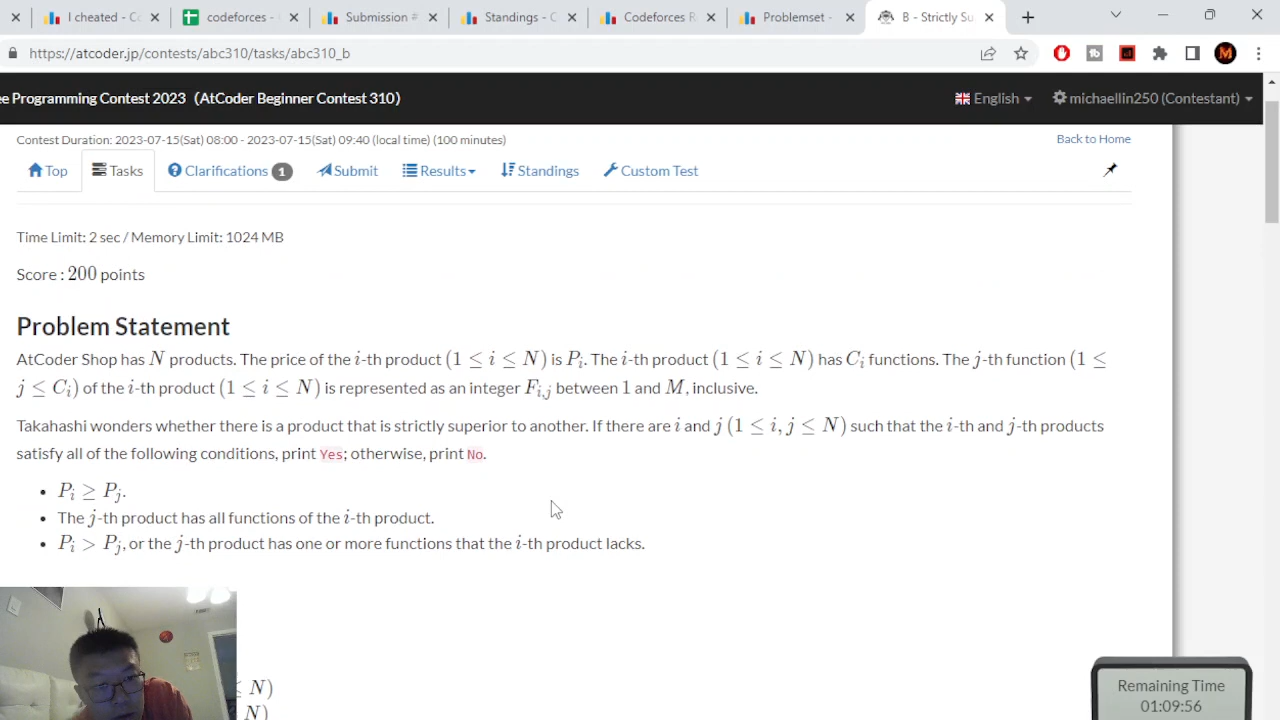 I cheated - Co
codeforces -
Submission #
Standings - C
Codeforces R
Problemset -
B - Strictly Su
https://atcoder.jp/contests/abc310/tasks/abc310_b
M
e Programming Contest 2023 (AtCoder Beginner Contest 310)
English
michaellin250 (Contestant)
Contest Duration: 2023-07-15(Sat) 08:00 - 2023-07-15(Sat) 09:40 (local time) (100 minutes)
Back to Home
Top
Tasks
Clarifications 1
Submit
Results
Standings
Custom Test
Time Limit: 2 sec / Memory Limit: 1024 MB
Score : 200 points
Problem Statement
AtCoder Shop has N products. The price of the i-th product (1 ≤ i ≤ N) is P_i. The i-th product (1 ≤ i ≤ N) has C_i functions. The j-th function (1 ≤
j ≤ C_i) of the i-th product (1 ≤ i ≤ N) is represented as an integer F_{i,j} between 1 and M, inclusive.
Takahashi wonders whether there is a product that is strictly superior to another. If there are i and j (1 ≤ i, j ≤ N) such that the i-th and j-th products
satisfy all of the following conditions, print Yes; otherwise, print No.
• P_i ≥ P_j.
• The j-th product has all functions of the i-th product.
• P_i > P_j, or the j-th product has one or more functions that the i-th product lacks.
≤ N)
N)
Remaining Time
01:09:56